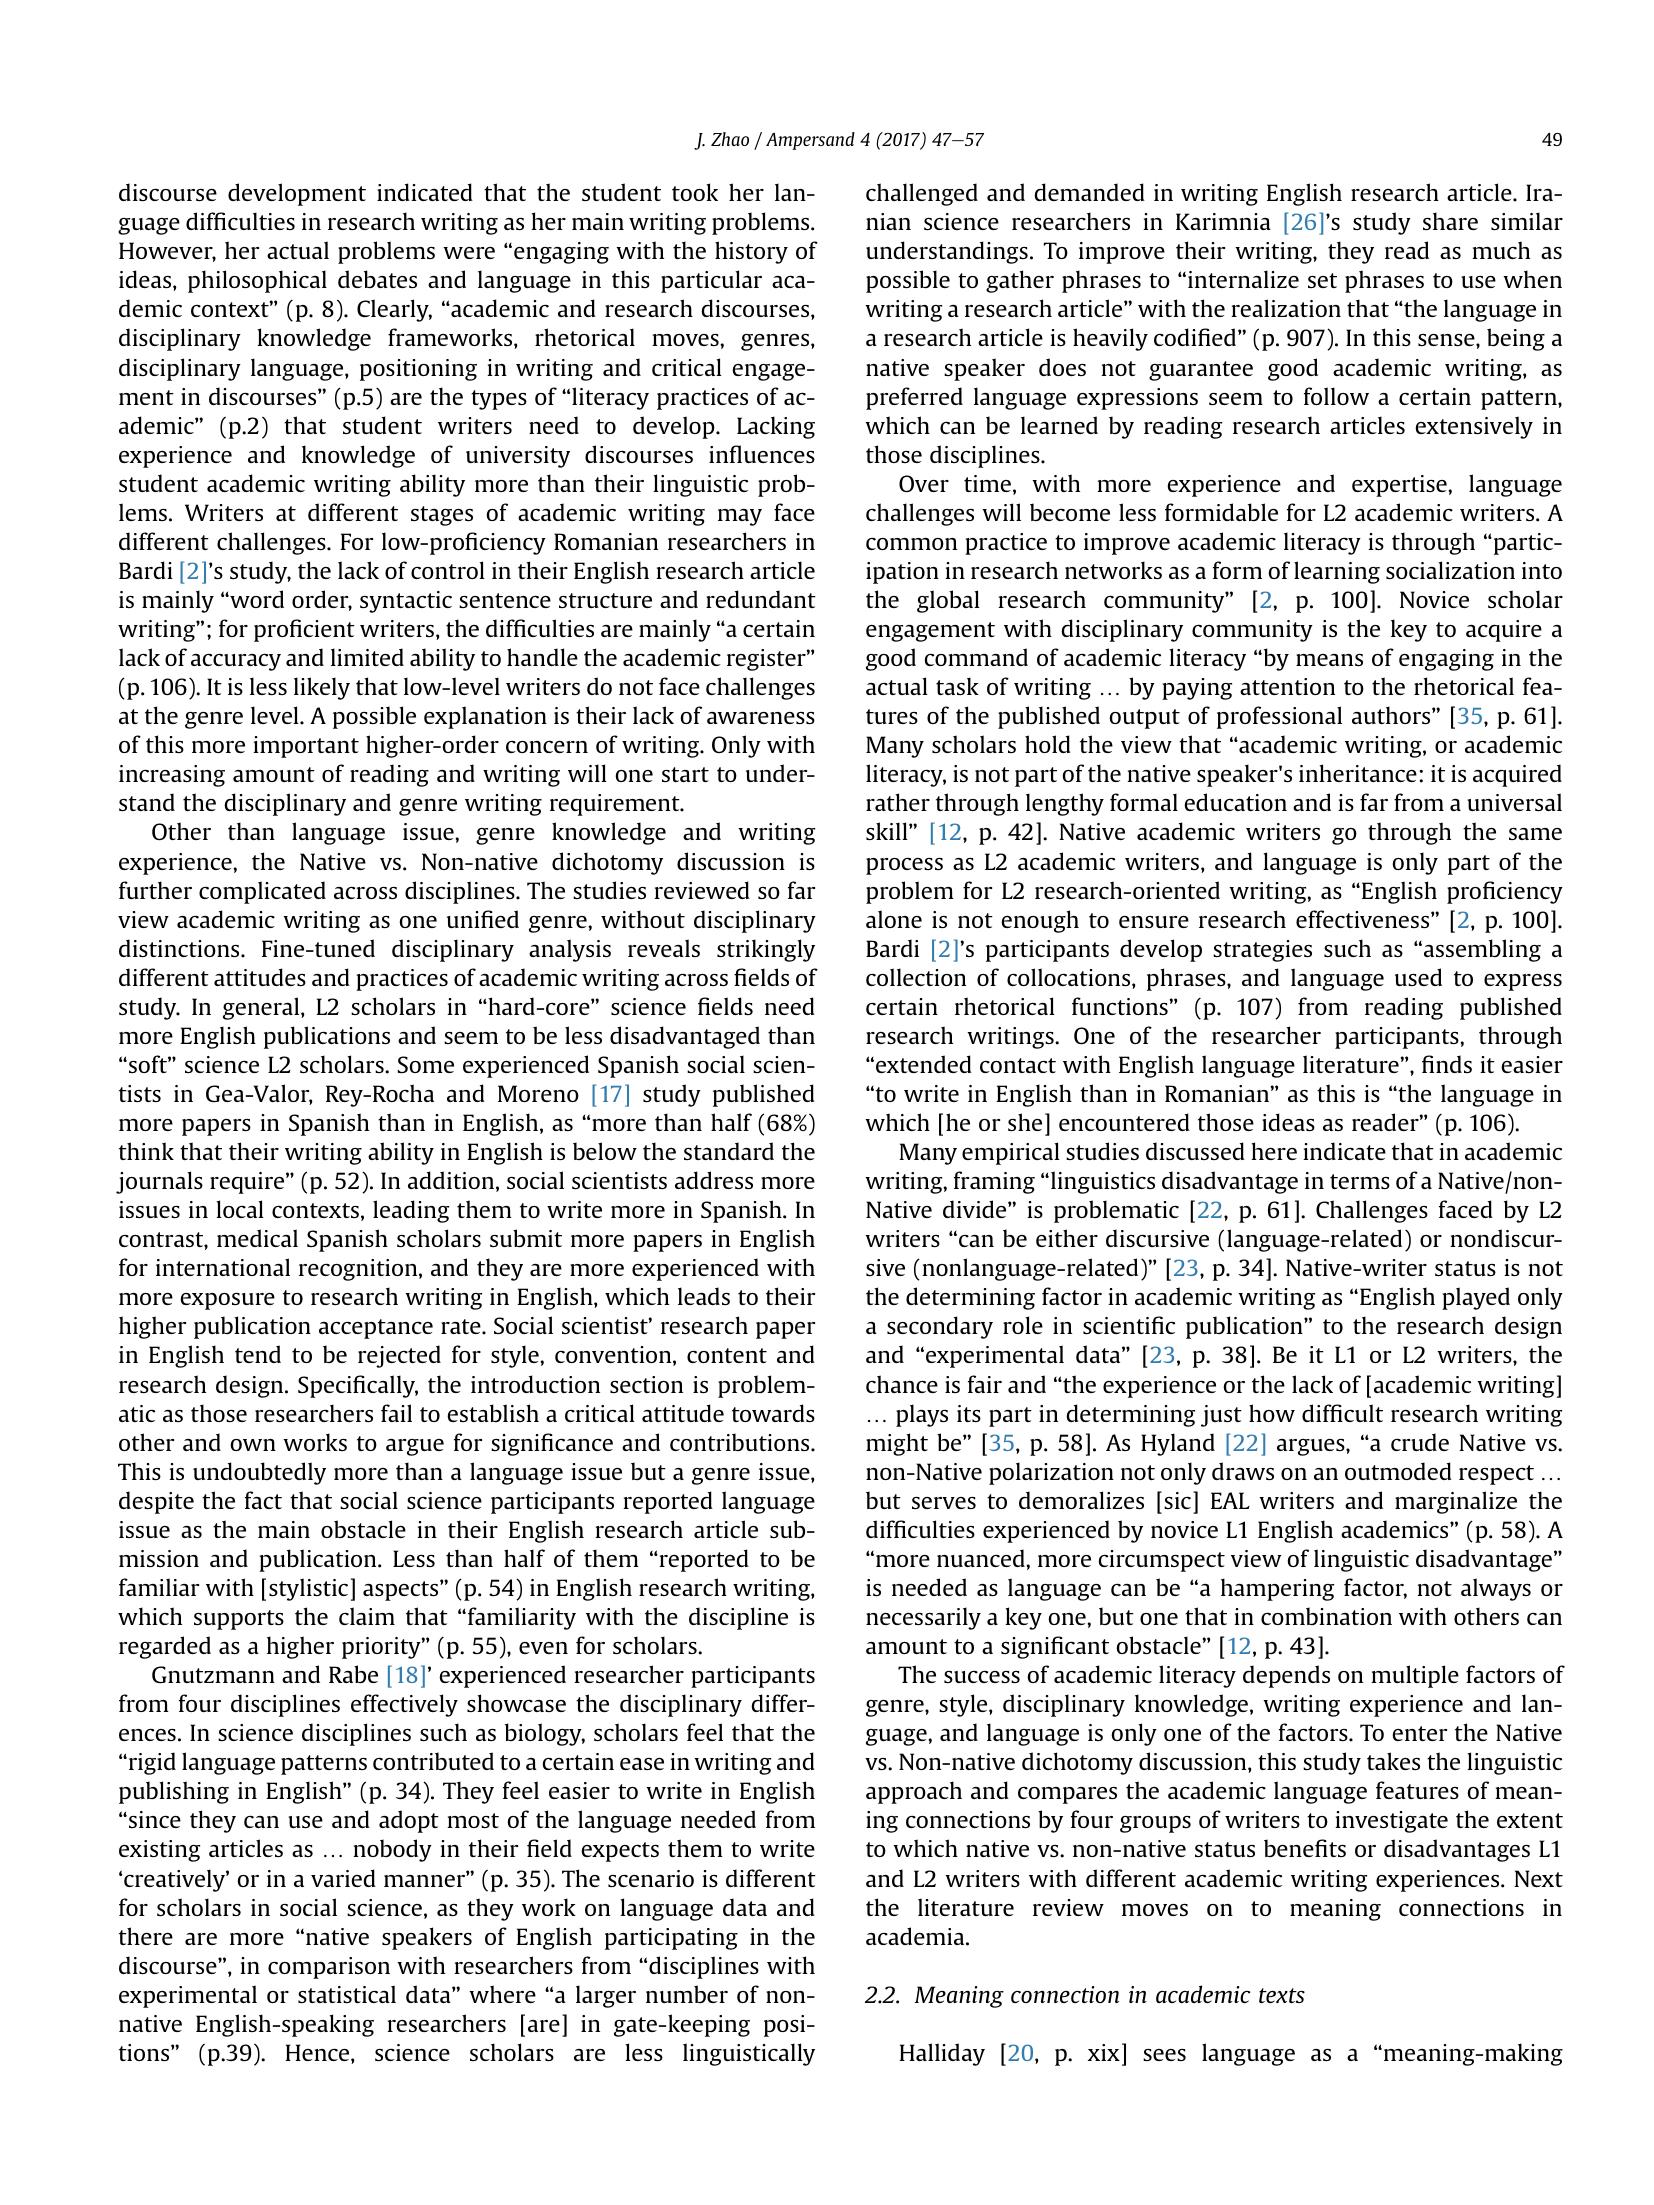 J. Zhao / Ampersand 4 (2017) 47–57
49
discourse development indicated that the student took her lan-
guage difficulties in research writing as her main writing problems.
However, her actual problems were “engaging with the history of
ideas, philosophical debates and language in this particular aca-
demic context” (p. 8). Clearly, “academic and research discourses,
disciplinary knowledge frameworks, rhetorical moves, genres,
disciplinary language, positioning in writing and critical engage-
ment in discourses” (p.5) are the types of “literacy practices of ac-
ademic” (p.2) that student writers need to develop. Lacking
experience and knowledge of university discourses influences
student academic writing ability more than their linguistic prob-
lems. Writers at different stages of academic writing may face
different challenges. For low-proficiency Romanian researchers in
Bardi [2]’s study, the lack of control in their English research article
is mainly “word order, syntactic sentence structure and redundant
writing”; for proficient writers, the difficulties are mainly “a certain
lack of accuracy and limited ability to handle the academic register”
(p. 106). It is less likely that low-level writers do not face challenges
at the genre level. A possible explanation is their lack of awareness
of this more important higher-order concern of writing. Only with
increasing amount of reading and writing will one start to under-
stand the disciplinary and genre writing requirement.
Other than language issue, genre knowledge and writing
experience, the Native vs. Non-native dichotomy discussion is
further complicated across disciplines. The studies reviewed so far
view academic writing as one unified genre, without disciplinary
distinctions. Fine-tuned disciplinary analysis reveals strikingly
different attitudes and practices of academic writing across fields of
study. In general, L2 scholars in “hard-core” science fields need
more English publications and seem to be less disadvantaged than
“soft” science L2 scholars. Some experienced Spanish social scien-
tists in Gea-Valor, Rey-Rocha and Moreno [17] study published
more papers in Spanish than in English, as “more than half (68%)
think that their writing ability in English is below the standard the
journals require” (p. 52). In addition, social scientists address more
issues in local contexts, leading them to write more in Spanish. In
contrast, medical Spanish scholars submit more papers in English
for international recognition, and they are more experienced with
more exposure to research writing in English, which leads to their
higher publication acceptance rate. Social scientist’ research paper
in English tend to be rejected for style, convention, content and
research design. Specifically, the introduction section is problem-
atic as those researchers fail to establish a critical attitude towards
other and own works to argue for significance and contributions.
This is undoubtedly more than a language issue but a genre issue,
despite the fact that social science participants reported language
issue as the main obstacle in their English research article sub-
mission and publication. Less than half of them “reported to be
familiar with [stylistic] aspects” (p. 54) in English research writing,
which supports the claim that “familiarity with the discipline is
regarded as a higher priority” (p. 55), even for scholars.
Gnutzmann and Rabe [18]’ experienced researcher participants
from four disciplines effectively showcase the disciplinary differ-
ences. In science disciplines such as biology, scholars feel that the
“rigid language patterns contributed to a certain ease in writing and
publishing in English” (p. 34). They feel easier to write in English
“since they can use and adopt most of the language needed from
existing articles as … nobody in their field expects them to write
‘creatively’ or in a varied manner” (p. 35). The scenario is different
for scholars in social science, as they work on language data and
there are more “native speakers of English participating in the
discourse”, in comparison with researchers from “disciplines with
experimental or statistical data” where “a larger number of non-
native English-speaking researchers [are] in gate-keeping posi-
tions” (p.39). Hence, science scholars are less linguistically
challenged and demanded in writing English research article. Ira-
nian science researchers in Karimnia [26]’s study share similar
understandings. To improve their writing, they read as much as
possible to gather phrases to “internalize set phrases to use when
writing a research article” with the realization that “the language in
a research article is heavily codified” (p. 907). In this sense, being a
native speaker does not guarantee good academic writing, as
preferred language expressions seem to follow a certain pattern,
which can be learned by reading research articles extensively in
those disciplines.
Over time, with more experience and expertise, language
challenges will become less formidable for L2 academic writers. A
common practice to improve academic literacy is through “partic-
ipation in research networks as a form of learning socialization into
the global research community” [2, p. 100]. Novice scholar
engagement with disciplinary community is the key to acquire a
good command of academic literacy “by means of engaging in the
actual task of writing … by paying attention to the rhetorical fea-
tures of the published output of professional authors” [35, p. 61].
Many scholars hold the view that “academic writing, or academic
literacy, is not part of the native speaker's inheritance: it is acquired
rather through lengthy formal education and is far from a universal
skill” [12, p. 42]. Native academic writers go through the same
process as L2 academic writers, and language is only part of the
problem for L2 research-oriented writing, as “English proficiency
alone is not enough to ensure research effectiveness” [2, p. 100].
Bardi [2]’s participants develop strategies such as “assembling a
collection of collocations, phrases, and language used to express
certain rhetorical functions” (p. 107) from reading published
research writings. One of the researcher participants, through
“extended contact with English language literature”, finds it easier
“to write in English than in Romanian” as this is “the language in
which [he or she] encountered those ideas as reader” (p. 106).
Many empirical studies discussed here indicate that in academic
writing, framing “linguistics disadvantage in terms of a Native/non-
Native divide” is problematic [22, p. 61]. Challenges faced by L2
writers “can be either discursive (language-related) or nondiscur-
sive (nonlanguage-related)” [23, p. 34]. Native-writer status is not
the determining factor in academic writing as “English played only
a secondary role in scientific publication” to the research design
and “experimental data” [23, p. 38]. Be it L1 or L2 writers, the
chance is fair and “the experience or the lack of [academic writing]
… plays its part in determining just how difficult research writing
might be” [35, p. 58]. As Hyland [22] argues, “a crude Native vs.
non-Native polarization not only draws on an outmoded respect …
but serves to demoralizes [sic] EAL writers and marginalize the
difficulties experienced by novice L1 English academics” (p. 58). A
“more nuanced, more circumspect view of linguistic disadvantage”
is needed as language can be “a hampering factor, not always or
necessarily a key one, but one that in combination with others can
amount to a significant obstacle” [12, p. 43].
The success of academic literacy depends on multiple factors of
genre, style, disciplinary knowledge, writing experience and lan-
guage, and language is only one of the factors. To enter the Native
vs. Non-native dichotomy discussion, this study takes the linguistic
approach and compares the academic language features of mean-
ing connections by four groups of writers to investigate the extent
to which native vs. non-native status benefits or disadvantages L1
and L2 writers with different academic writing experiences. Next
the literature review moves on to meaning connections in
academia.
2.2. Meaning connection in academic texts
Halliday [20, p. xix] sees language as a “meaning-making